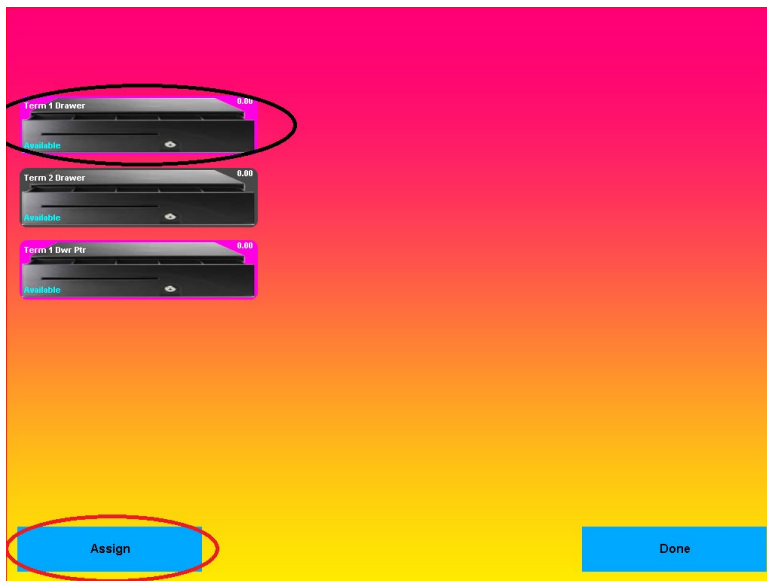 Term 1 Drawer 0.00
Available
Term 2 Drawer 0.00
Available
Term 1 Dwr Ptr 0.00
Available
Assign Done